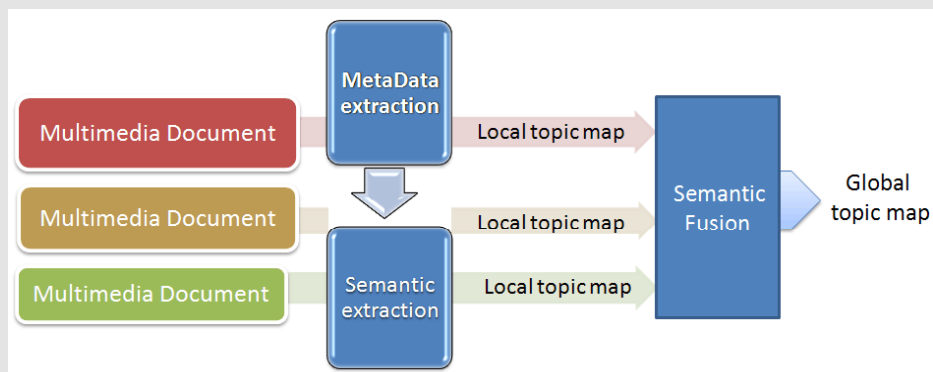 MetaData
extraction
Multimedia Document
Local topic map
Multimedia Document
Local topic map
Semantic
Fusion
Global
topic map
Multimedia Document
Semantic
extraction
Local topic map